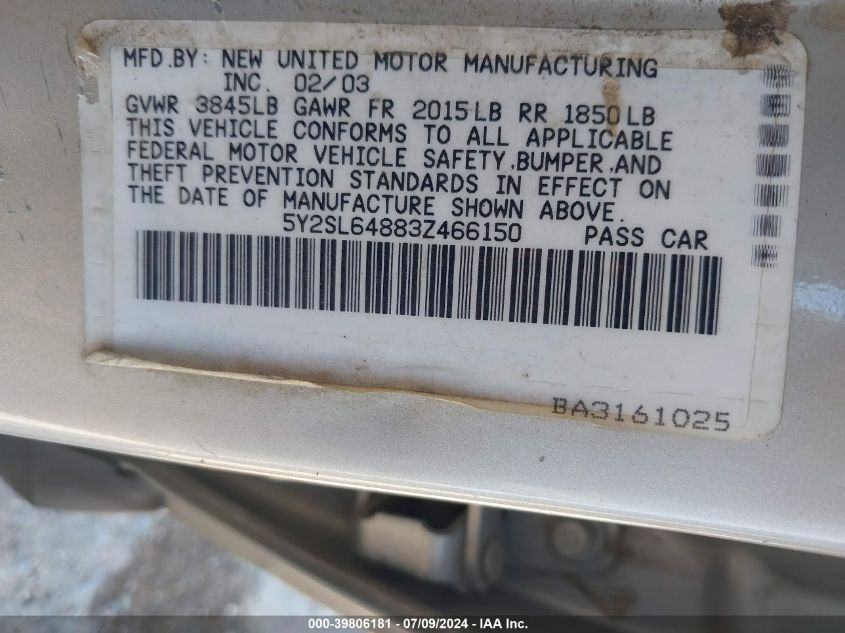 MFD.BY: NEW UNITED MOTOR MANUFACTURING
INC. 02/03
GVWR 3845LB GAWR FR 2015LB RR 1850LB
THIS VEHICLE CONFORMS TO ALL APPLICABLE
FEDERAL MOTOR VEHICLE SAFETY,BUMPER,AND
THEFT PREVENTION STANDARDS IN EFFECT ON
THE DATE OF MANUFACTURE SHOWN ABOVE.
5Y2SL64883Z466150 PASS CAR
BA3161025
000-39806181 - 07/09/2024 - IAA Inc.